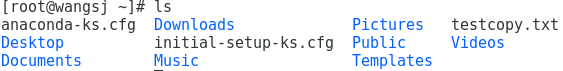 [root@wangsj ~]# ls
anaconda-ks.cfg  Downloads             Pictures   testcopy.txt
Desktop          initial-setup-ks.cfg  Public     Videos
Documents        Music                 Templates